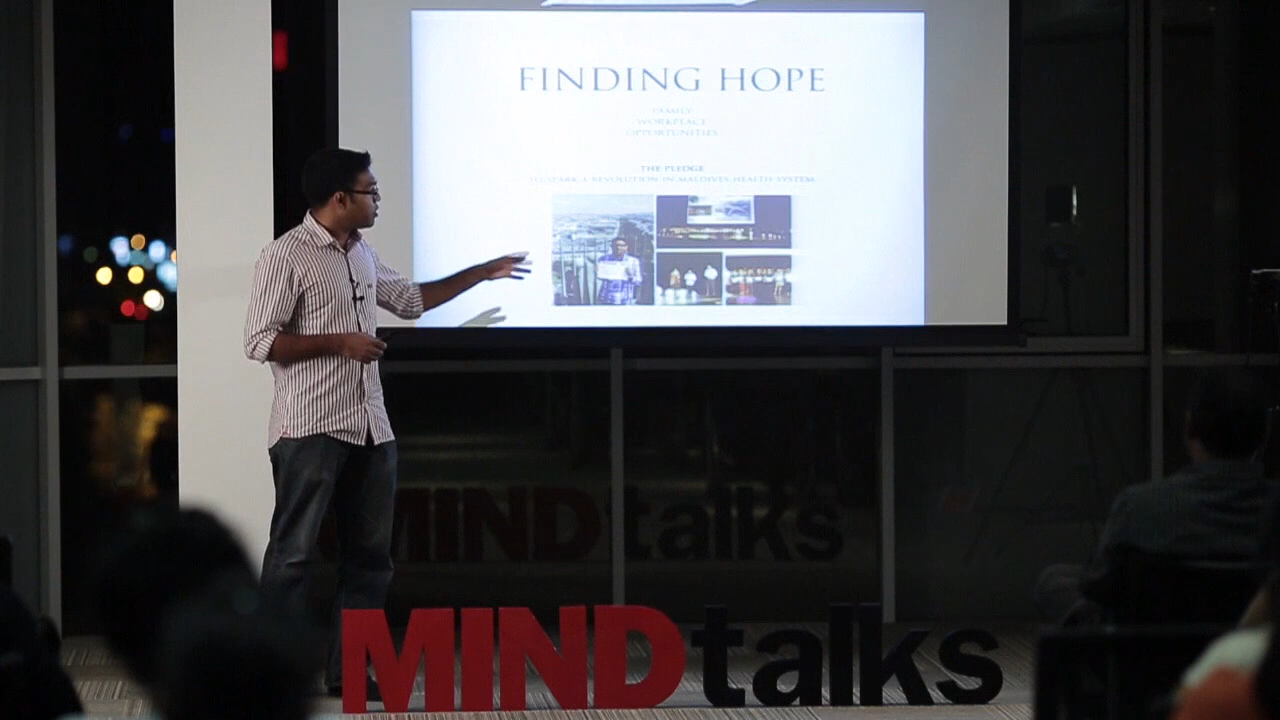 FINDING HOPE
FAMILY
WORKPLACE
OPPORTUNITIES
THE PLEDGE
TO SPARK A REVOLUTION IN MALDIVES HEALTH SYSTEM
MINDtalks
MINDtalks